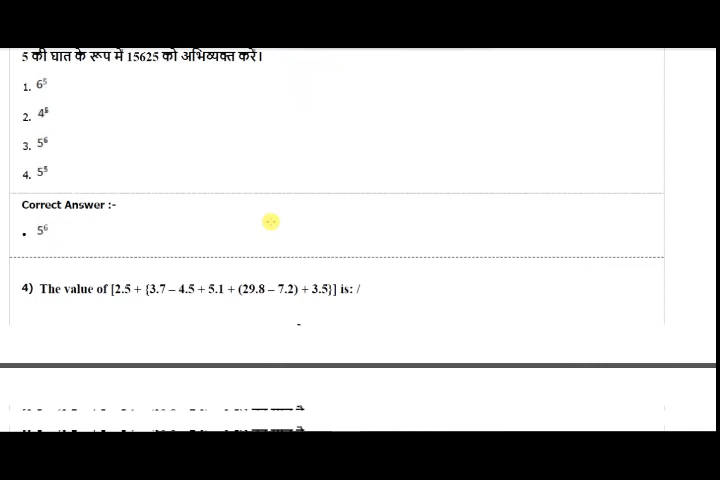 5 की घात के रूप में 15625 को अभिव्यक्त करें।
1. 6⁵
2. 4⁸
3. 5⁶
4. 5⁵
Correct Answer :-
• 5⁶
4) The value of [2.5 + {3.7 – 4.5 + 5.1 + (29.8 – 7.2) + 3.5}] is: /